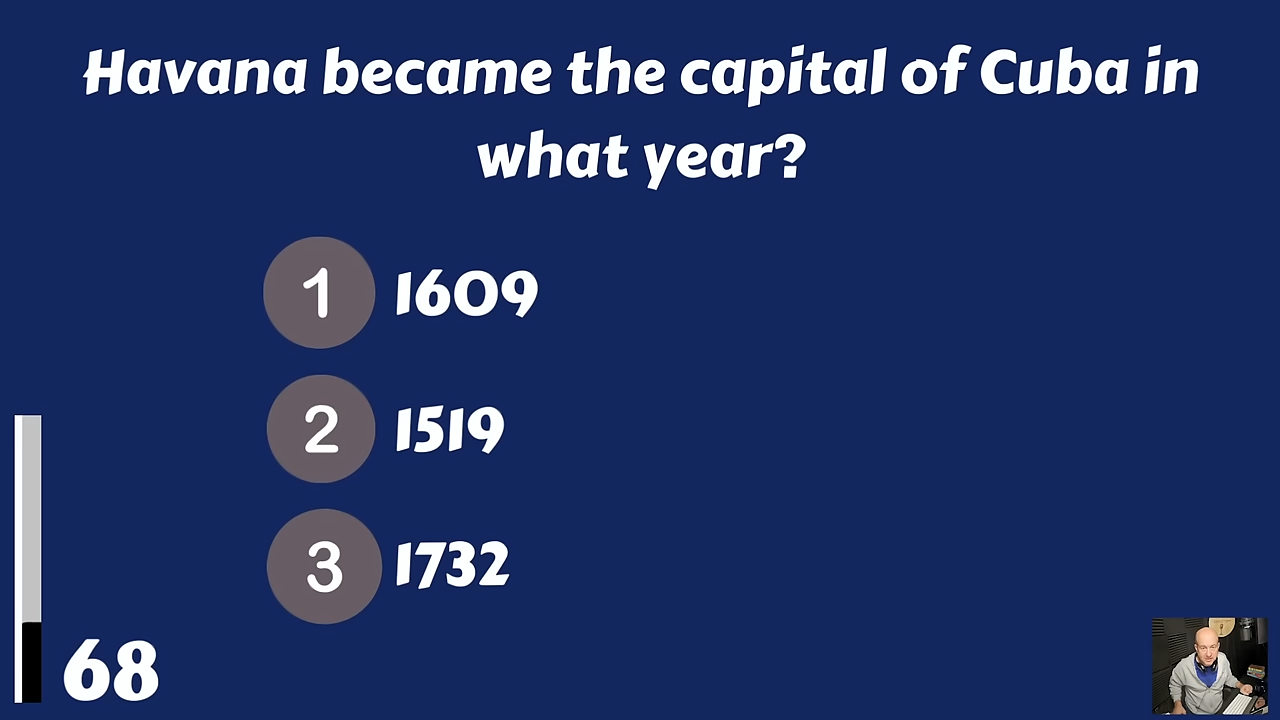 Havana became the capital of Cuba in
what year?
1 1609
2 1519
3 1732
68